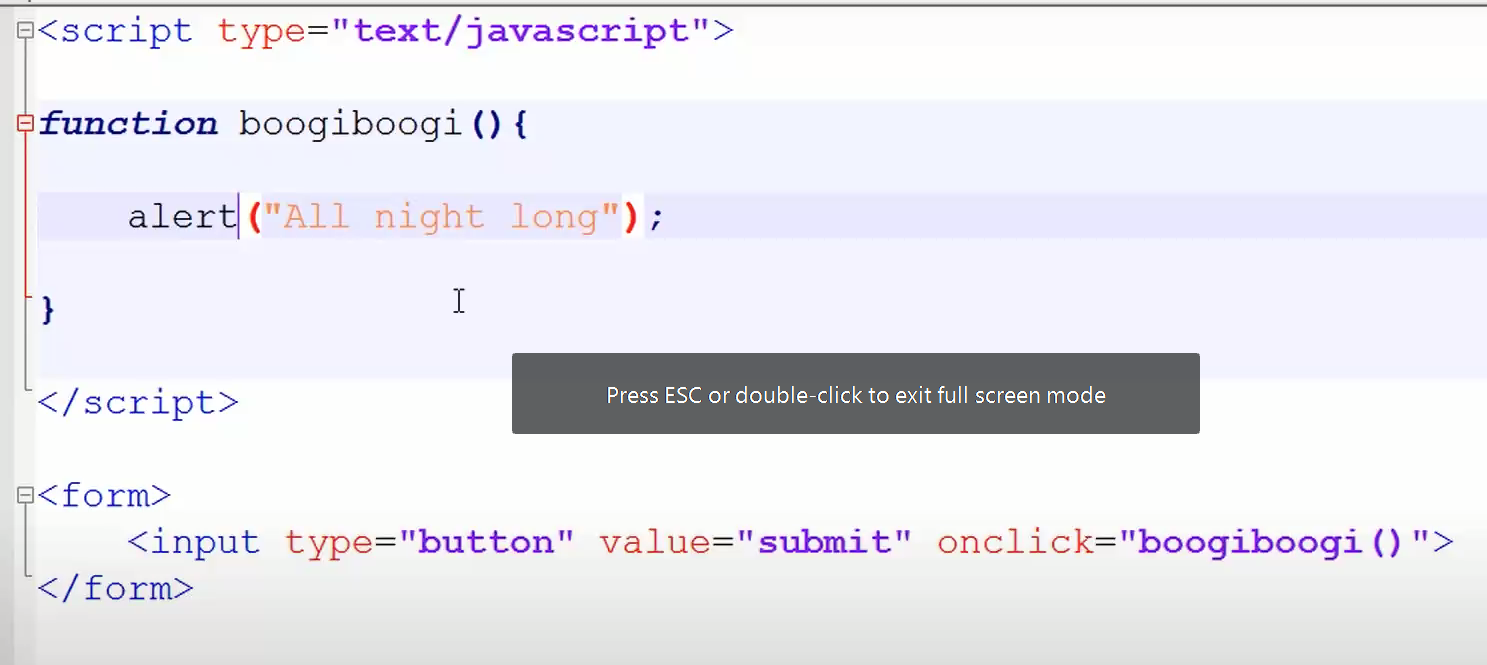 <script type="text/javascript">
function boogiboogi(){
alert("All night long");
}
</script>
Press ESC or double-click to exit full screen mode
<form>
<input type="button" value="submit" onclick="boogiboogi()">
</form>